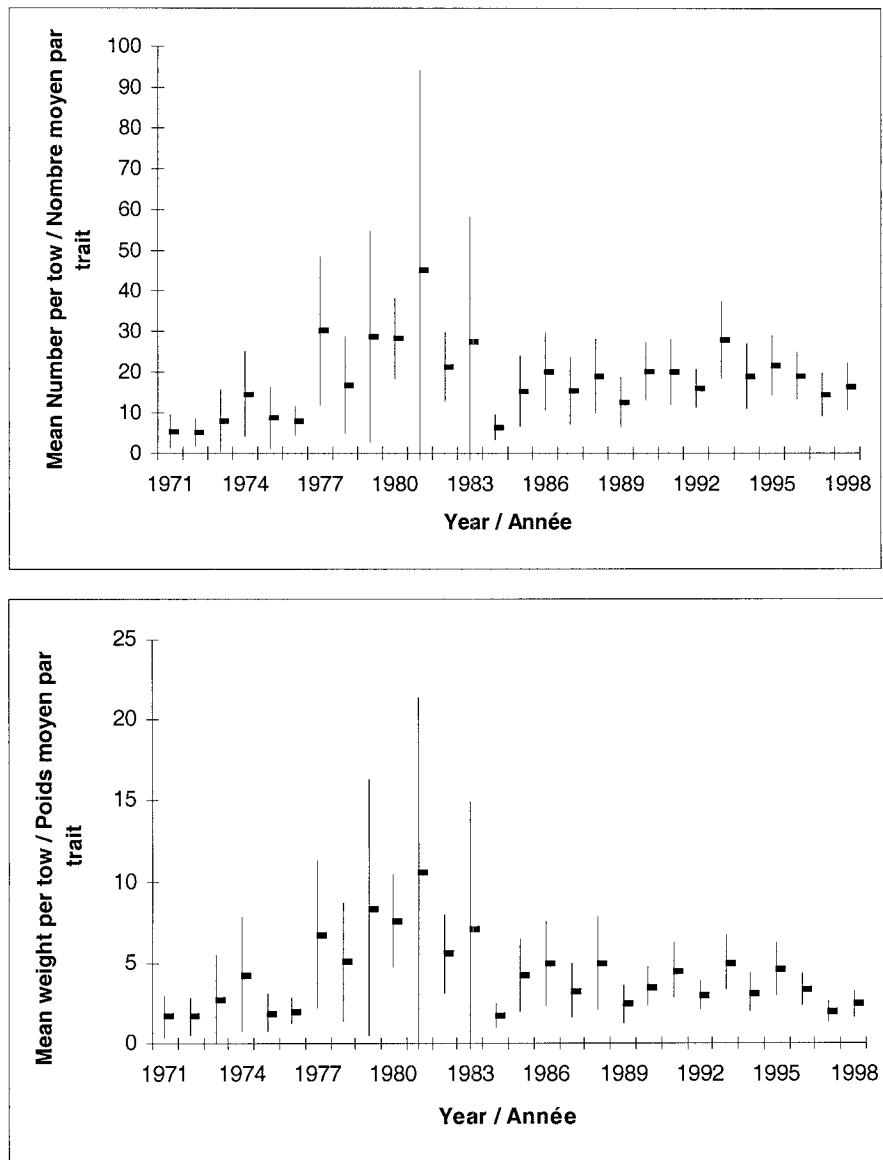 Mean Number per tow / Nombre moyen par
trait
100
90
80
70
60
50
40
30
20
10
0
1971 1974 1977 1980 1983 1986 1989 1992 1995 1998
Year / Année
Mean weight per tow / Poids moyen par
trait
25
20
15
10
5
0
1971 1974 1977 1980 1983 1986 1989 1992 1995 1998
Year / Année